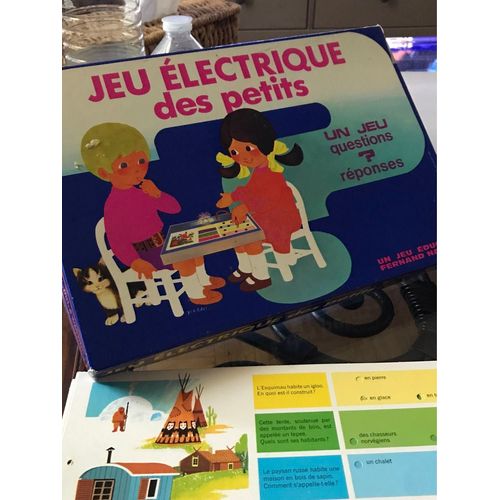 JEU ÉLECTRIQUE
des petits
UN JEU
questions
?
réponses
UN JEU
FERNAND
L'Esquimau habite un igloo.
En quoi est-il construit ?
en pierre
en glace
Cette tente, soutenue par
des montants de bois, est
appelée un tepee.
Quels sont ses habitants ?
des chasseurs
norvégiens
Le paysan russe habite une
maison en bois de sapin.
Comment s'appelle-t-elle ?
un chalet